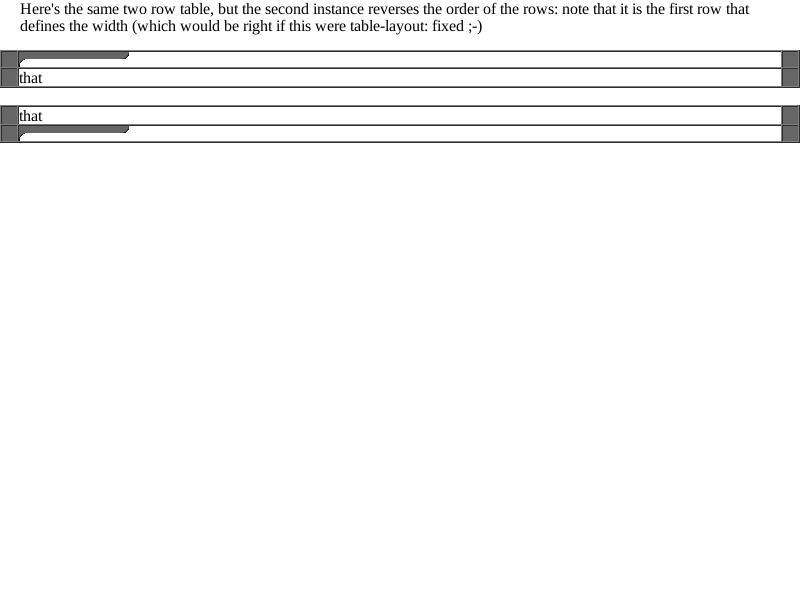 Here's the same two row table, but the second instance reverses the order of the rows: note that it is the first row that
defines the width (which would be right if this were table-layout: fixed ;-)
that
that